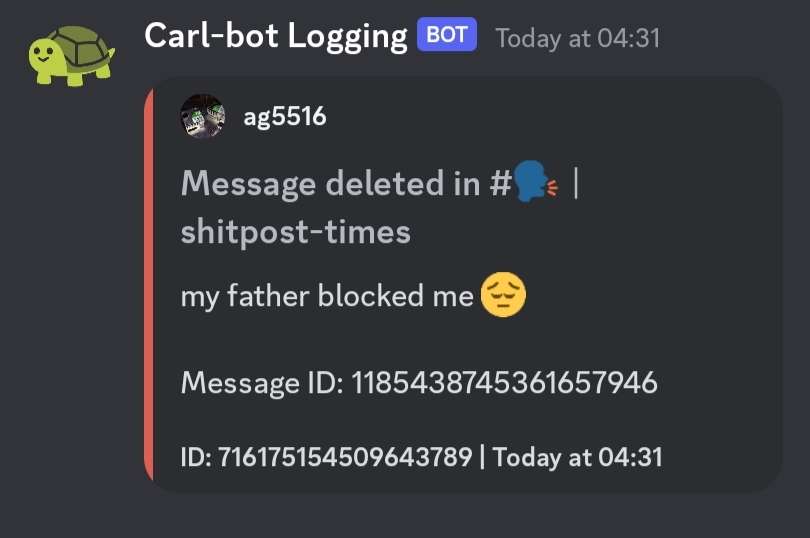 Carl-bot Logging BOT Today at 04:31
ag5516
Message deleted in #🗣️ |
shitpost-times
my father blocked me 😔
Message ID: 1185438745361657946
ID: 716175154509643789 | Today at 04:31